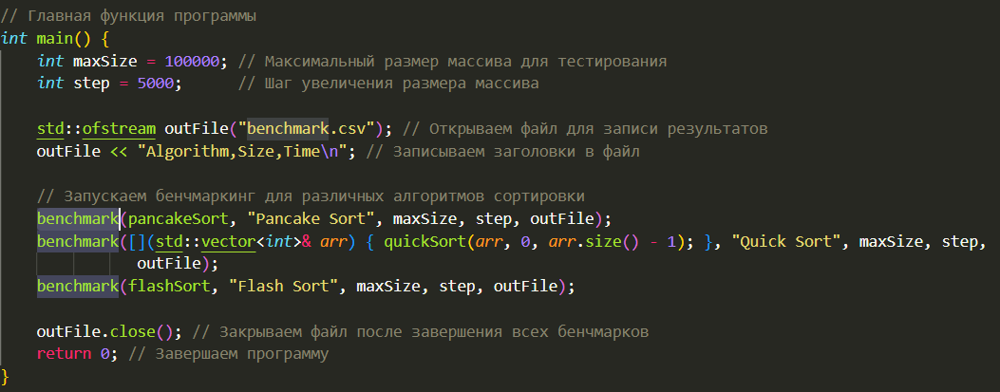 // Главная функция программы
int main() {
    int maxSize = 100000; // Максимальный размер массива для тестирования
    int step = 5000;      // Шаг увеличения размера массива

    std::ofstream outFile("benchmark.csv"); // Открываем файл для записи результатов
    outFile << "Algorithm,Size,Time\n"; // Записываем заголовки в файл

    // Запускаем бенчмаркинг для различных алгоритмов сортировки
    benchmark(pancakeSort, "Pancake Sort", maxSize, step, outFile);
    benchmark([](std::vector<int>& arr) { quickSort(arr, 0, arr.size() - 1); }, "Quick Sort", maxSize, step,
              outFile);
    benchmark(flashSort, "Flash Sort", maxSize, step, outFile);

    outFile.close(); // Закрываем файл после завершения всех бенчмарков
    return 0; // Завершаем программу
}